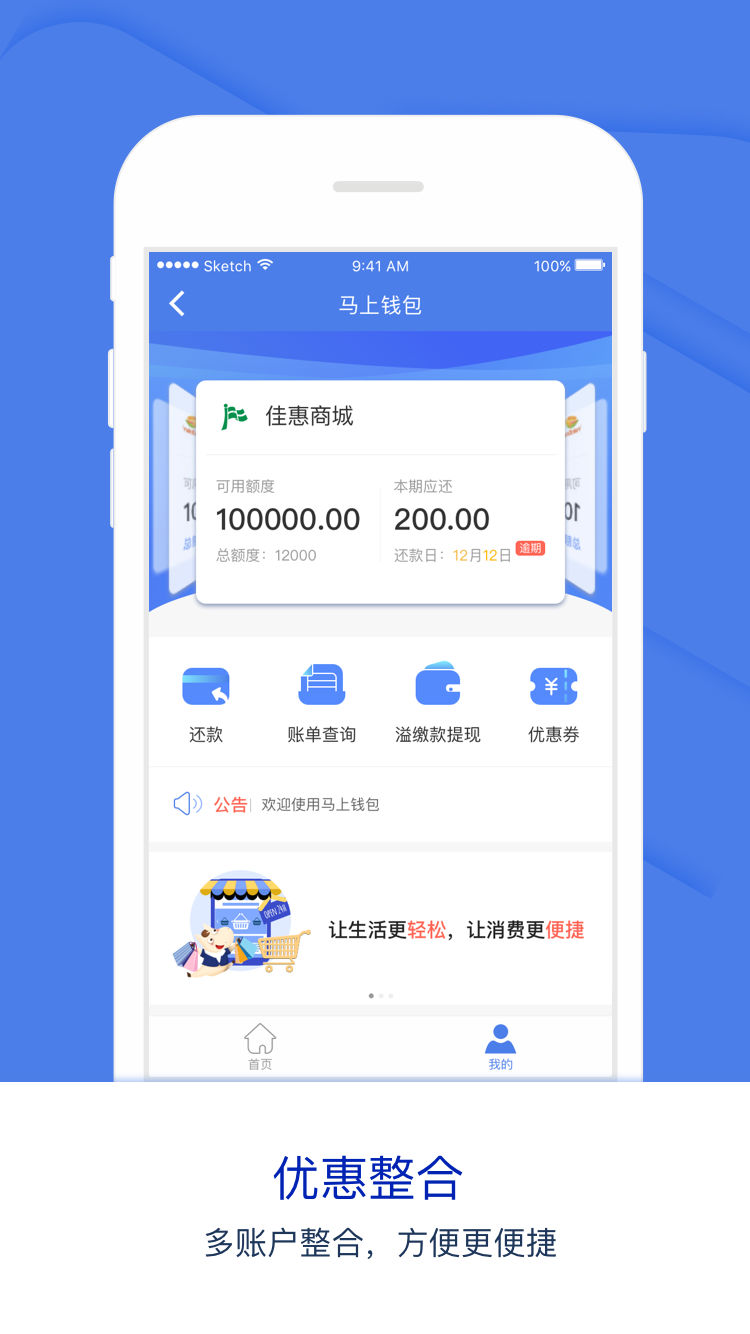 Sketch 9:41 AM 100%
马上钱包
佳惠商城
可用额度 本期应还
100000.00 200.00
总额度：12000 还款日：12月12日 逾期
还款 账单查询 溢缴款提现 优惠券
公告 欢迎使用马上钱包
OPEN 24H
让生活更轻松，让消费更便捷
首页 我的
优惠整合
多账户整合，方便更便捷